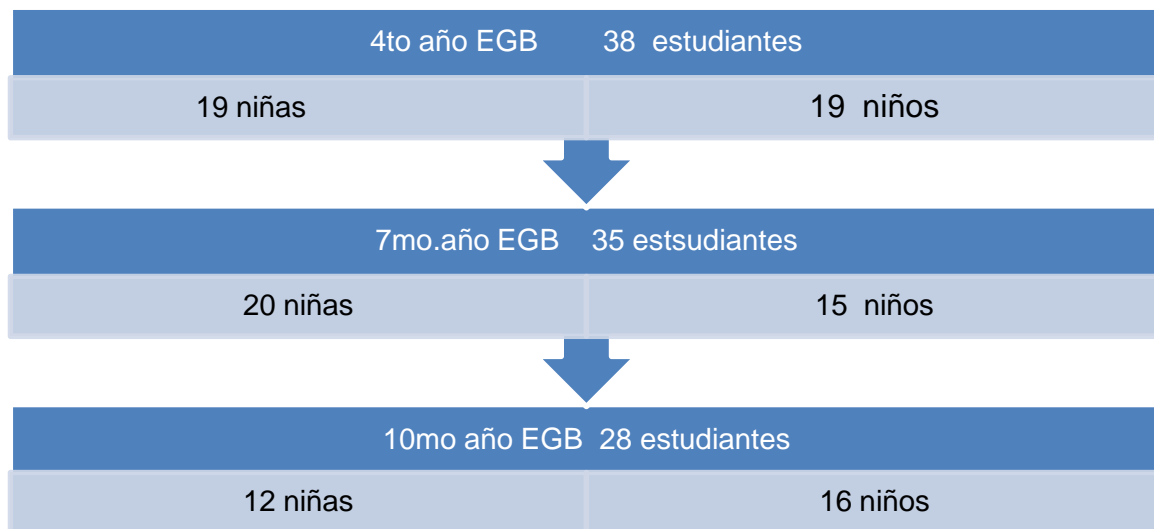 4to año EGB 38 estudiantes
19 niñas 19 niños
7mo.año EGB 35 estsudiantes
20 niñas 15 niños
10mo año EGB 28 estudiantes
12 niñas 16 niños